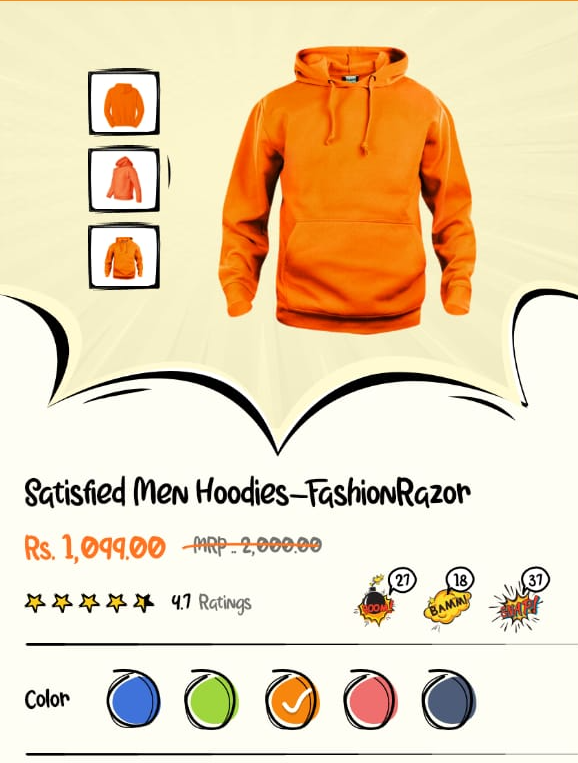 Satisfied Men Hoodies–FashionRazor
Rs. 1,099.00 MRP :. 2,000.00
4.7 Ratings
27
BOOM!
18
BAMM!
37
Color